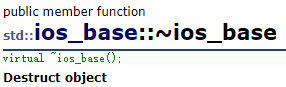 public member function
std::ios_base::~ios_base
virtual ~ios_base();
Destruct object